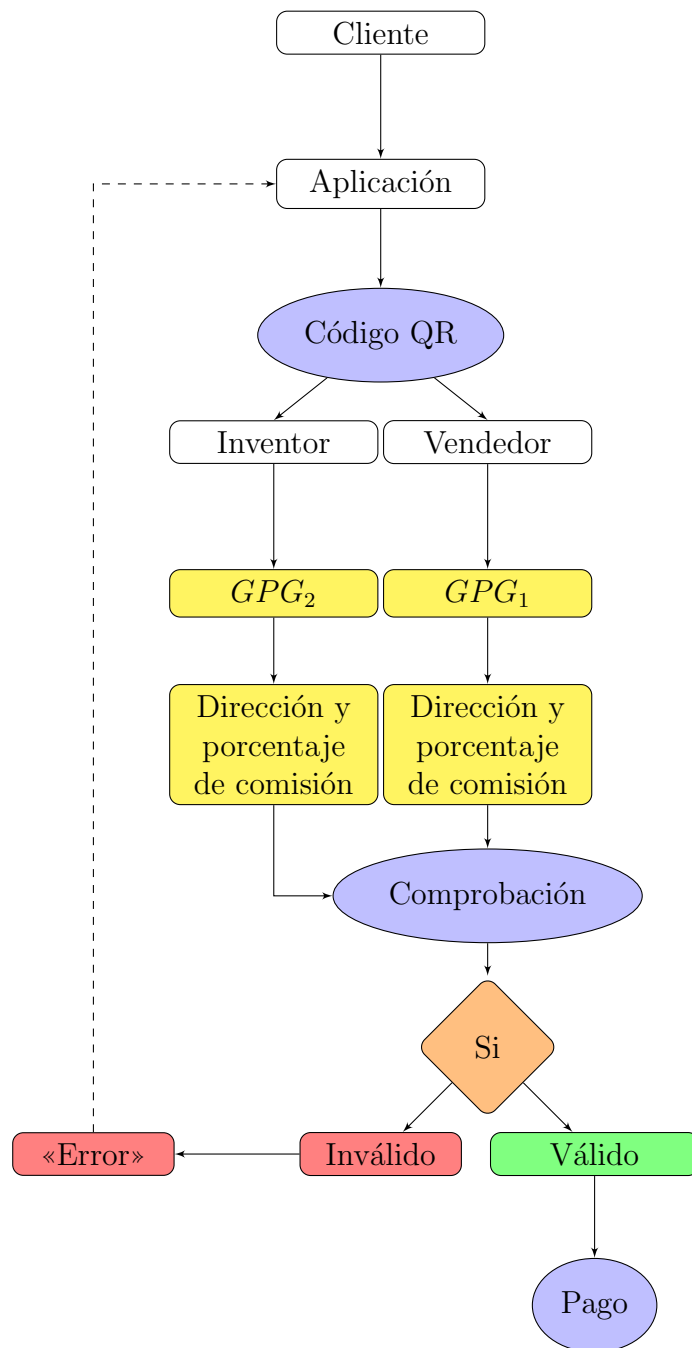 Cliente
Aplicación
Código QR
Inventor
Vendedor
GPG₂
GPG₁
Dirección y
porcentaje
de comisión
Dirección y
porcentaje
de comisión
Comprobación
Si
«Error»
Inválido
Válido
Pago